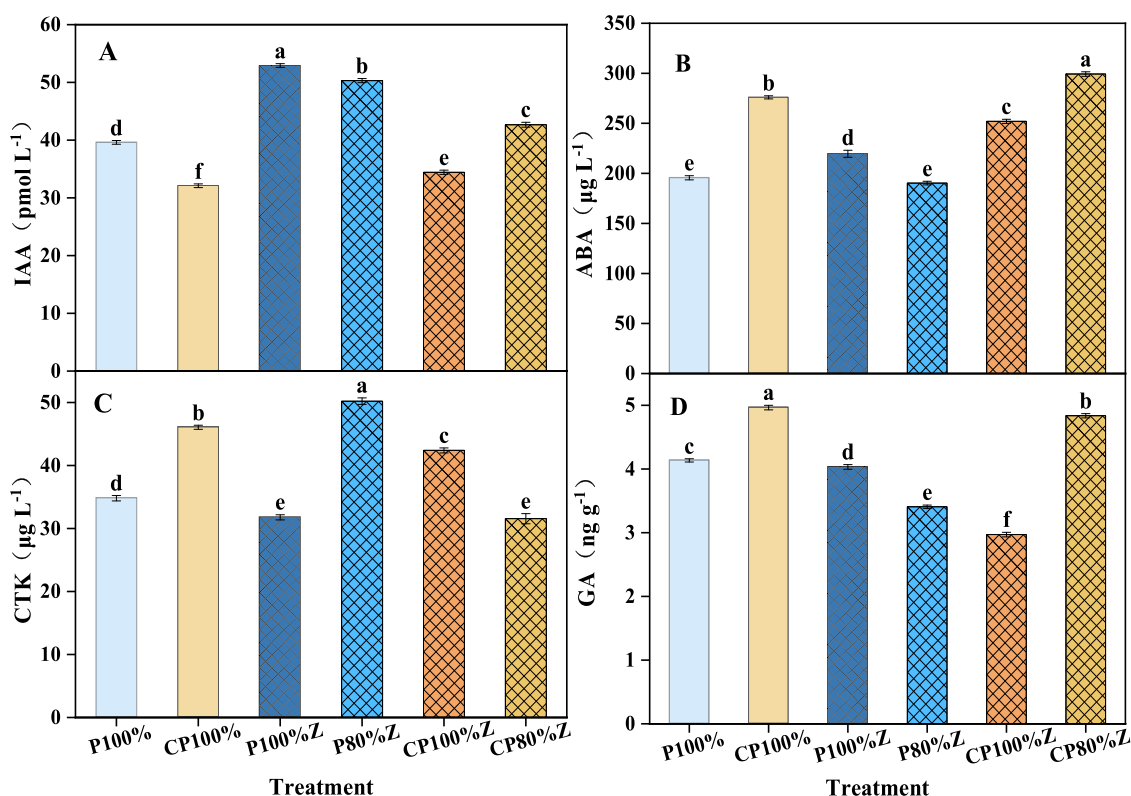 A
IAA（pmol L-1）
60
50
40
30
20
10
0
d
f
a
b
e
c
B
ABA（μg L-1）
350
300
250
200
150
100
50
0
e
b
d
e
c
a
C
CTK（μg L-1）
50
40
30
20
10
0
d
b
e
a
c
e
P100% CP100% P100%Z P80%Z CP100%Z CP80%Z
Treatment
D
GA（ng g-1）
5
4
3
2
1
0
c
a
d
e
f
b
P100% CP100% P100%Z P80%Z CP100%Z CP80%Z
Treatment